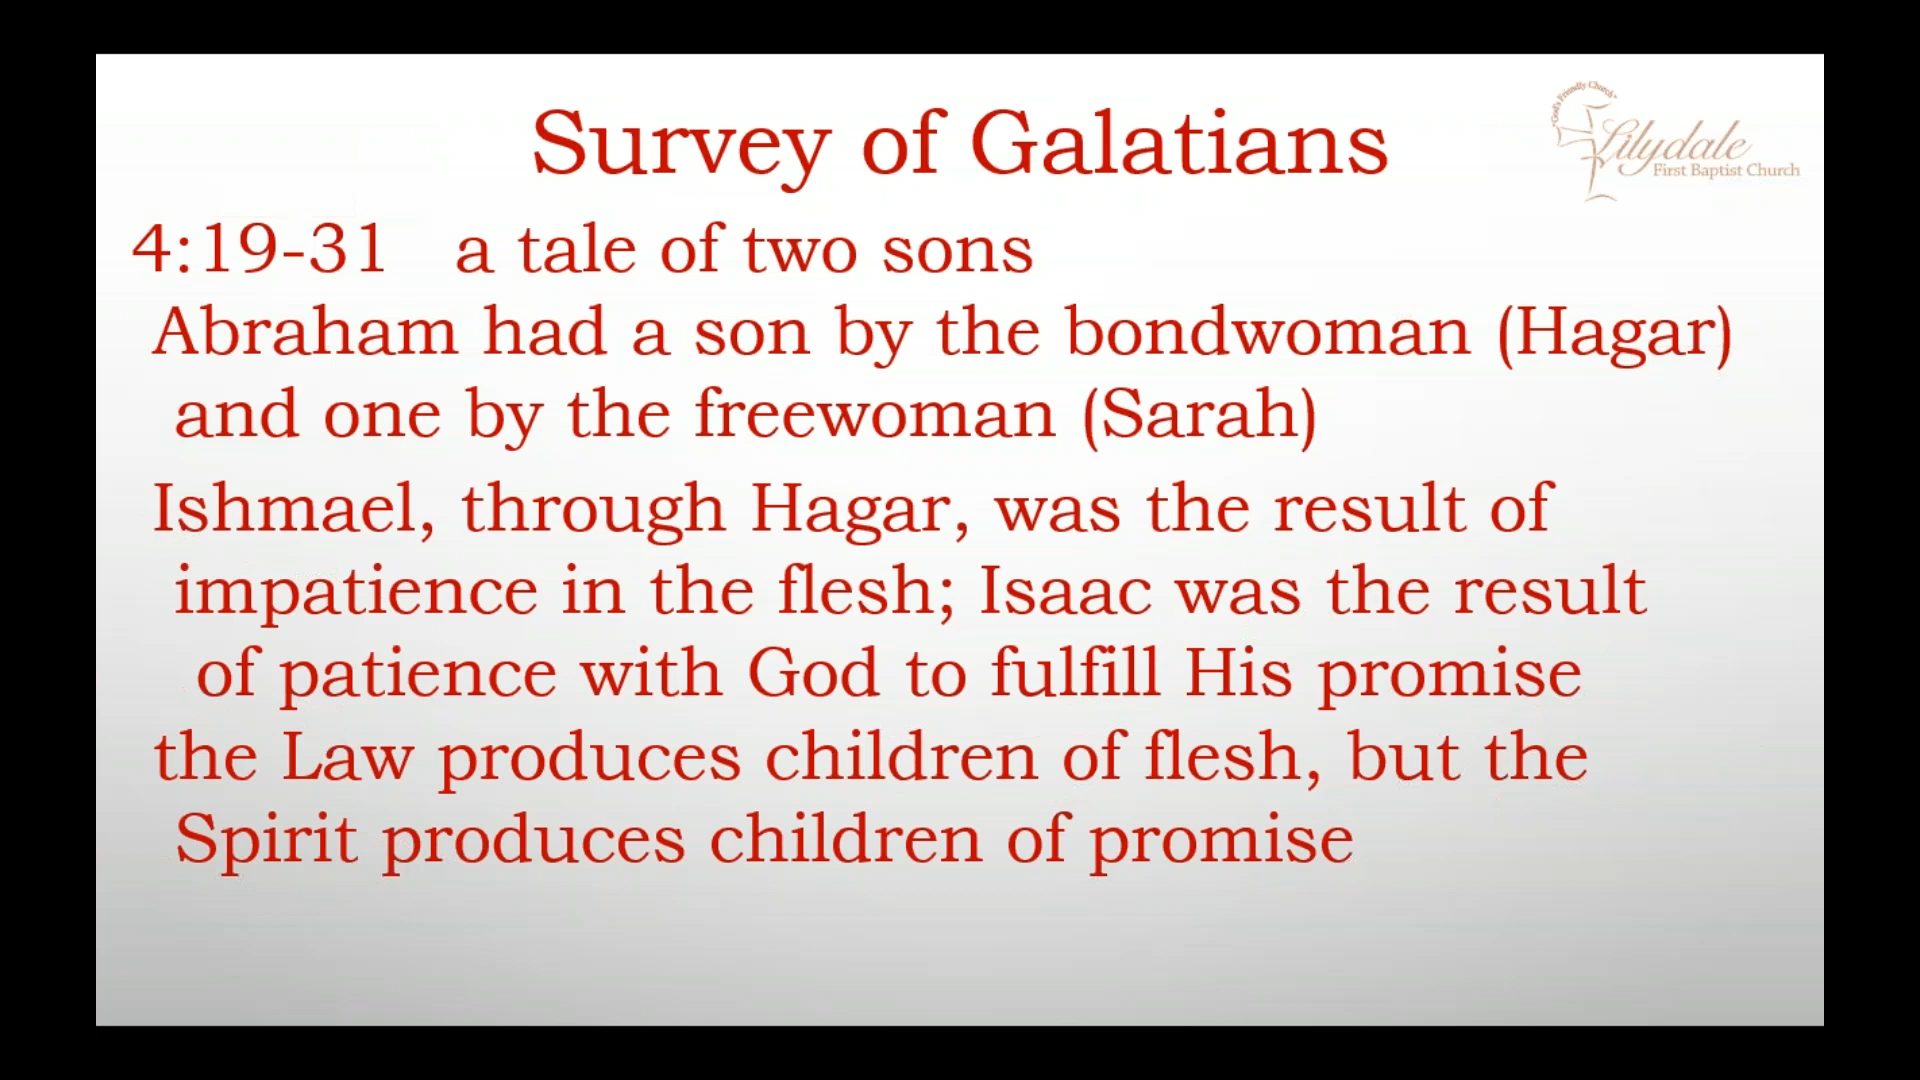 Survey of Galatians
"God's Friendly Church"
Lilydale
First Baptist Church
4:19-31 a tale of two sons
Abraham had a son by the bondwoman (Hagar)
and one by the freewoman (Sarah)
Ishmael, through Hagar, was the result of
impatience in the flesh; Isaac was the result
of patience with God to fulfill His promise
the Law produces children of flesh, but the
Spirit produces children of promise